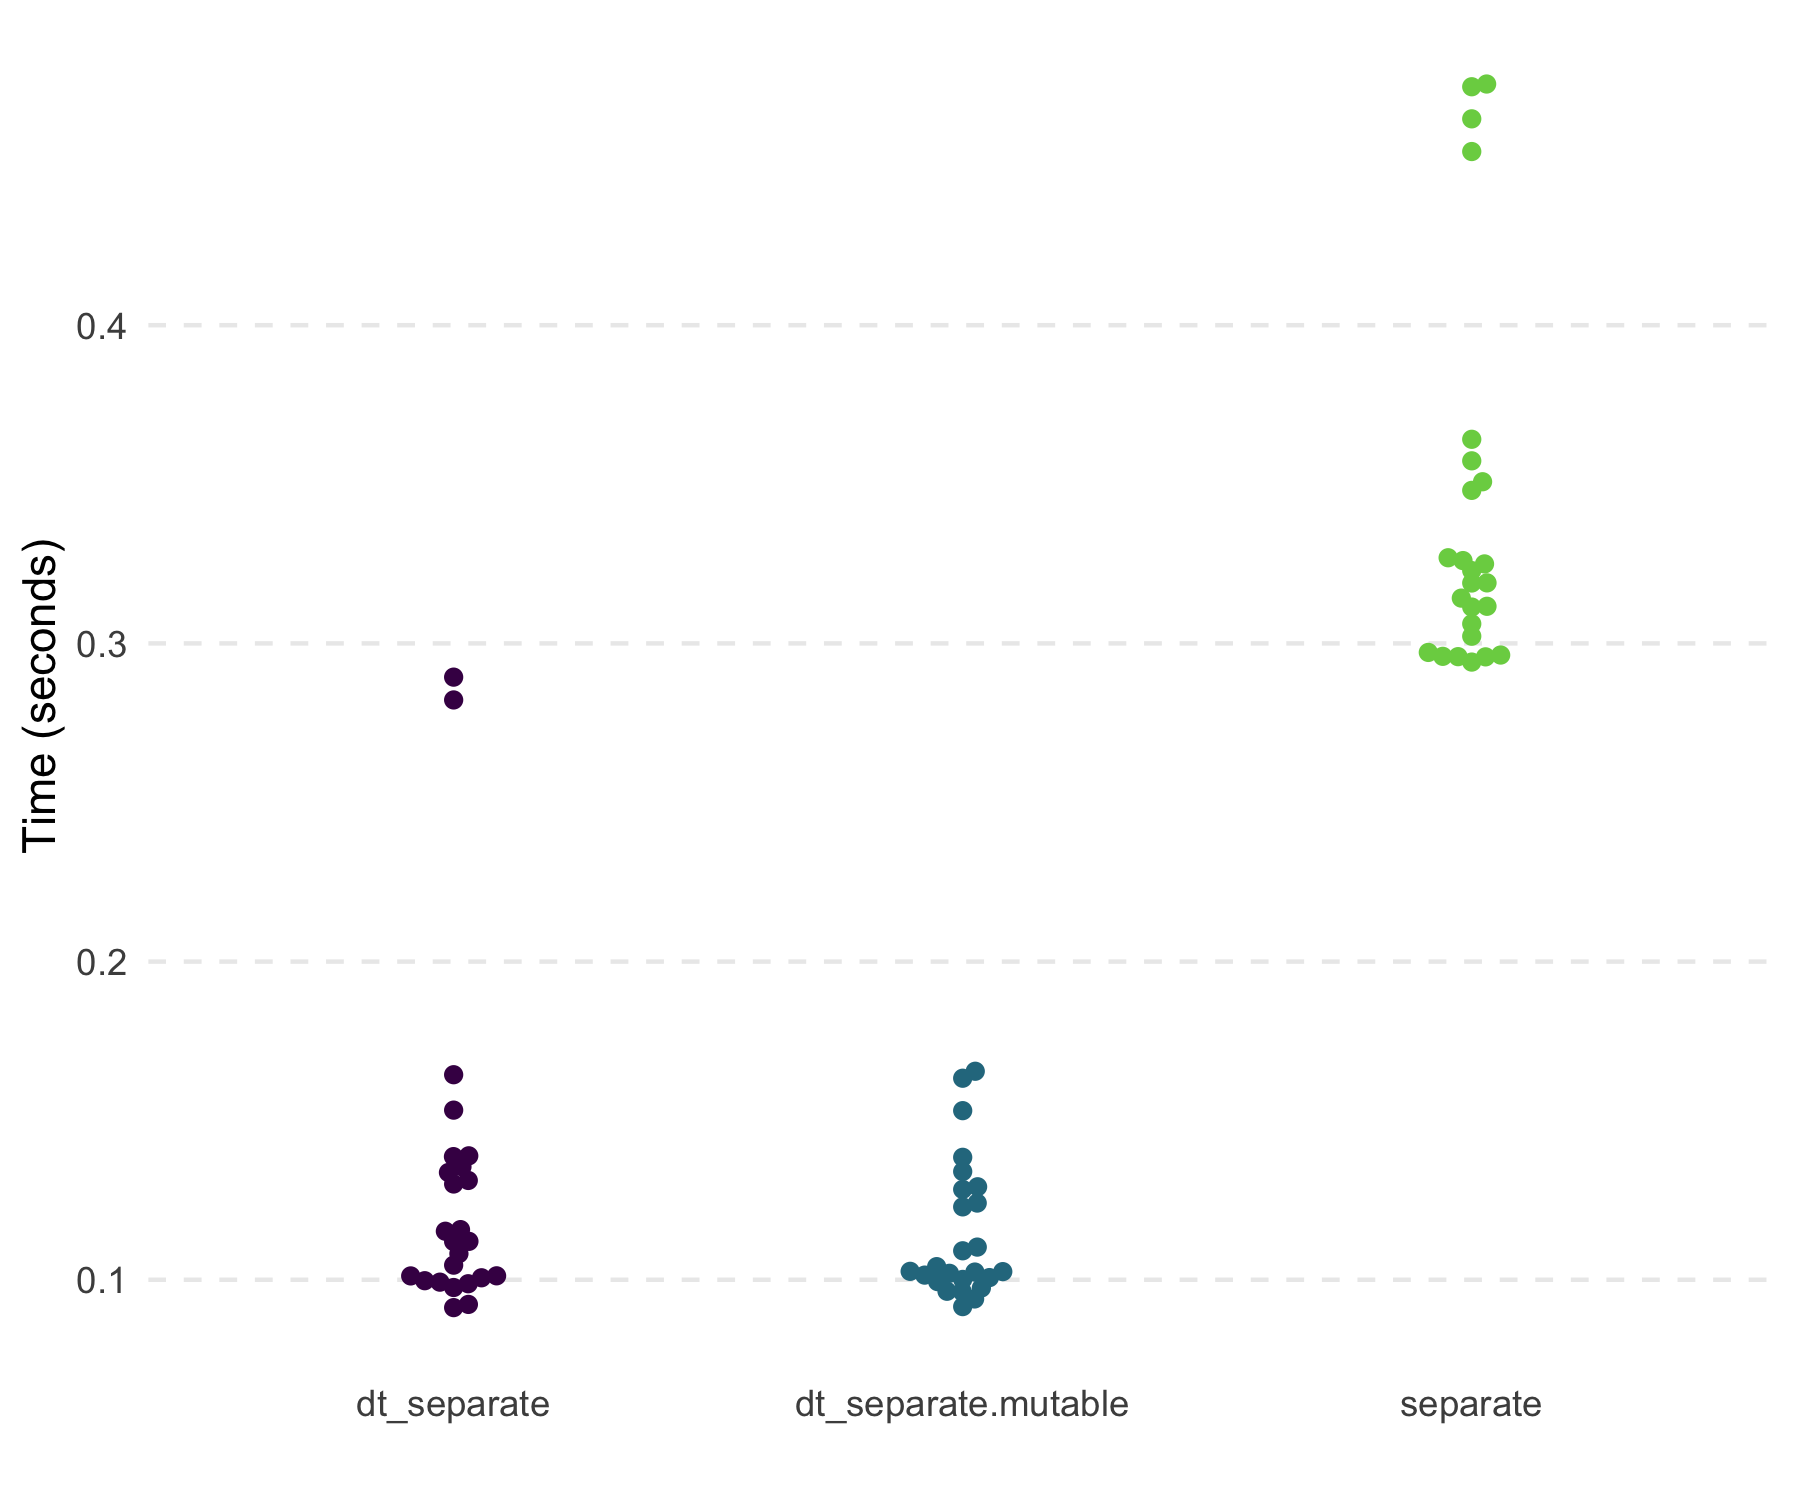 Time (seconds)
0.4
0.3
0.2
0.1
dt_separate
dt_separate.mutable
separate